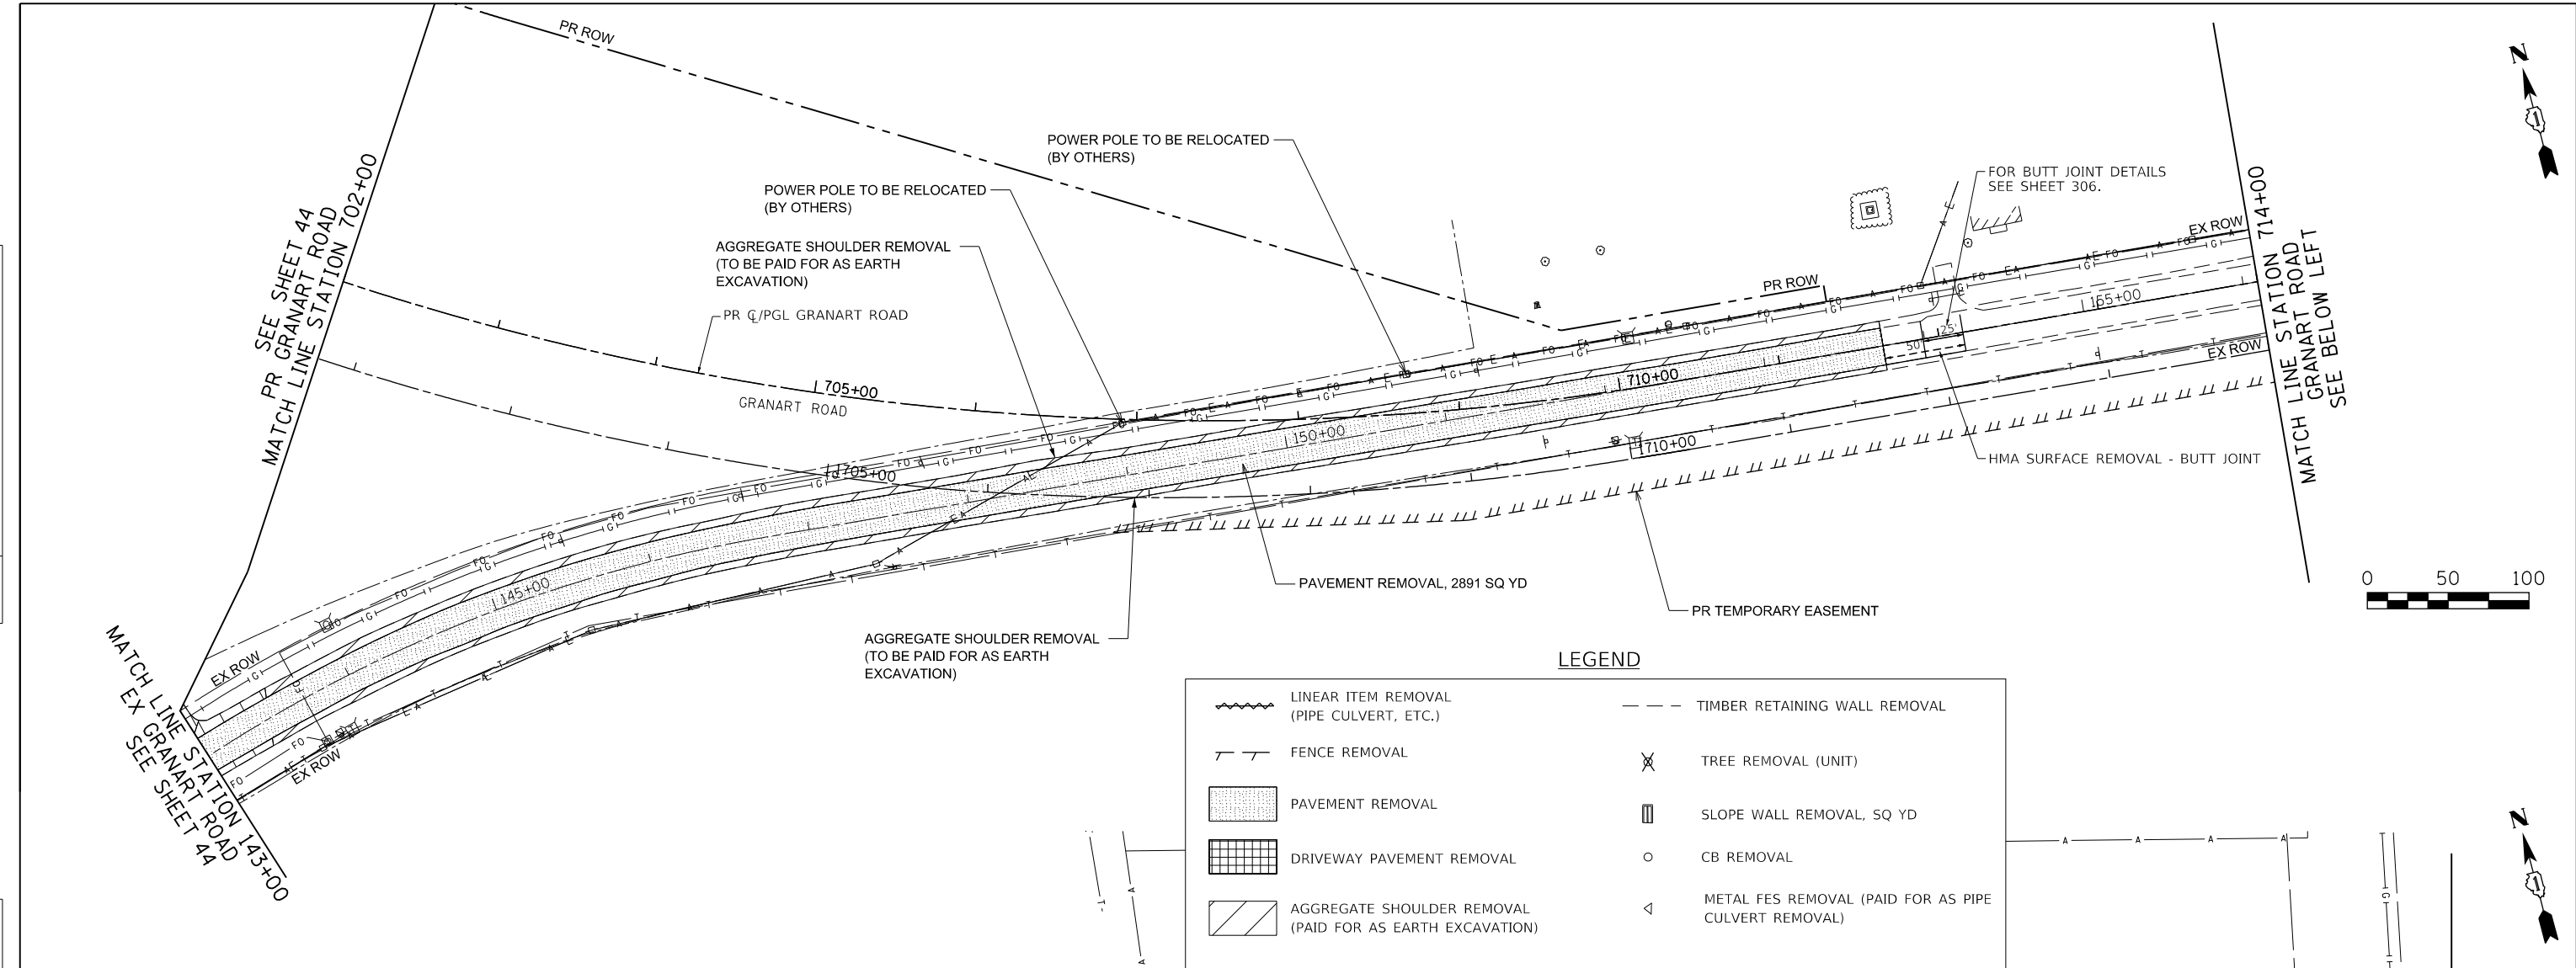 PR ROW
SEE SHEET 44
PR GRANART ROAD
MATCH LINE STATION 702+00
POWER POLE TO BE RELOCATED
(BY OTHERS)
POWER POLE TO BE RELOCATED
(BY OTHERS)
AGGREGATE SHOULDER REMOVAL
(TO BE PAID FOR AS EARTH
EXCAVATION)
PR ℄/PGL GRANART ROAD
705+00
GRANART ROAD
705+00
FOR BUTT JOINT DETAILS
SEE SHEET 306.
PR ROW
EX ROW
155+00
25'
50'
EX ROW
710+00
150+00
710+00
145+00
MATCH LINE STATION 714+00
GRANART ROAD
SEE BELOW LEFT
N
1
HMA SURFACE REMOVAL - BUTT JOINT
PAVEMENT REMOVAL, 2891 SQ YD
PR TEMPORARY EASEMENT
AGGREGATE SHOULDER REMOVAL
(TO BE PAID FOR AS EARTH
EXCAVATION)
0 50 100
EX ROW
EX ROW
MATCH LINE STATION 143+00
EX GRANART ROAD
SEE SHEET 44
LEGEND
LINEAR ITEM REMOVAL
(PIPE CULVERT, ETC.)
FENCE REMOVAL
PAVEMENT REMOVAL
DRIVEWAY PAVEMENT REMOVAL
AGGREGATE SHOULDER REMOVAL
(PAID FOR AS EARTH EXCAVATION)
TIMBER RETAINING WALL REMOVAL
TREE REMOVAL (UNIT)
SLOPE WALL REMOVAL, SQ YD
CB REMOVAL
METAL FES REMOVAL (PAID FOR AS PIPE
CULVERT REMOVAL)
N
1